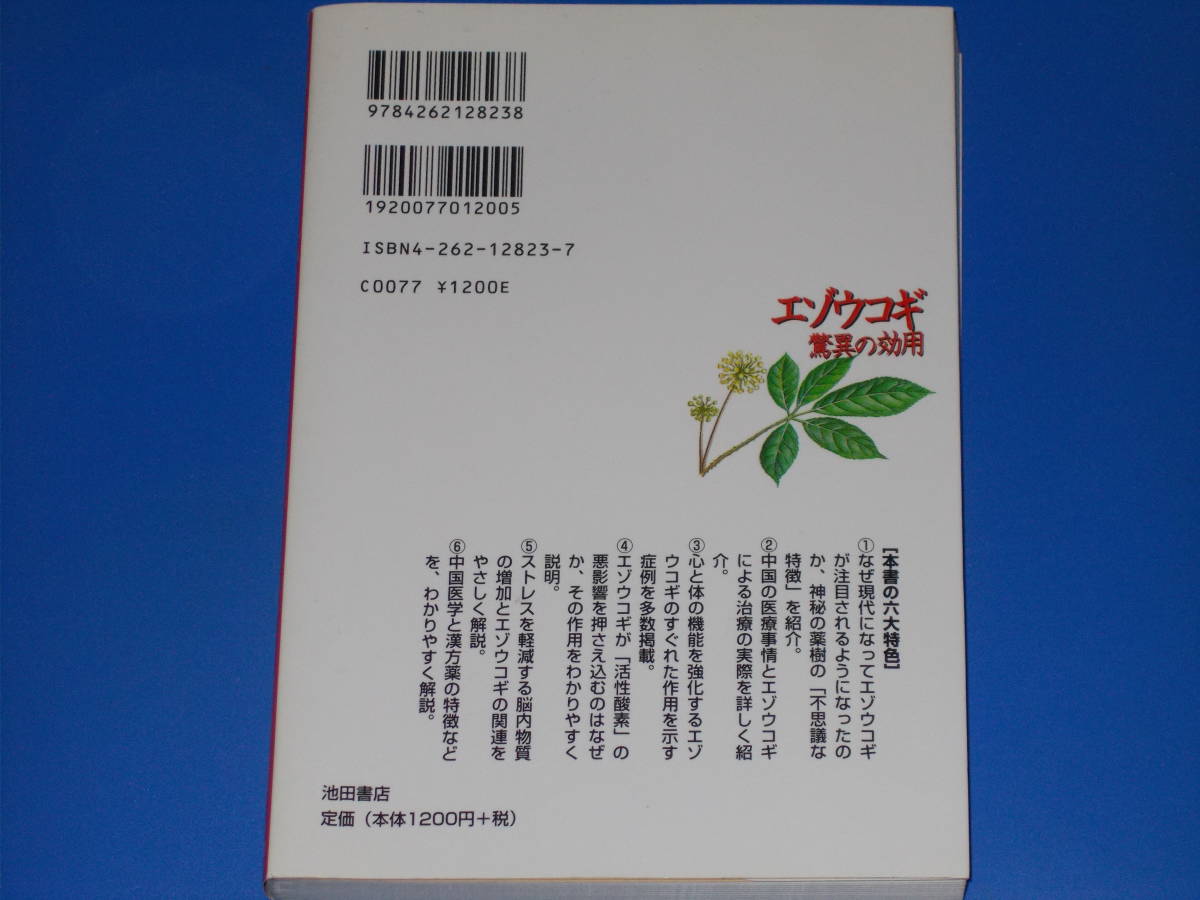 9784262128238
1920077012005
ISBN4-262-12823-7
C0077 ¥1200E
エゾウコギ
驚異の効用
【本書の六大特色】
①なぜ現代になってエゾウコギ
が注目されるようになったの
か、神秘の薬樹の「不思議な
特徴」を紹介。
②中国の医療事情とエゾウコギ
による治療の実際を詳しく紹
介。
③心と体の機能を強化するエゾ
ウコギのすぐれた作用を示す
症例を多数掲載。
④エゾウコギが「活性酸素」の
悪影響を押さえ込むのはなぜ
か、その作用をわかりやすく
説明。
⑤ストレスを軽減する脳内物質
の増加とエゾウコギの関連を
やさしく解説。
⑥中国医学と漢方薬の特徴など
を、わかりやすく解説。
池田書店
定価（本体1200円＋税）